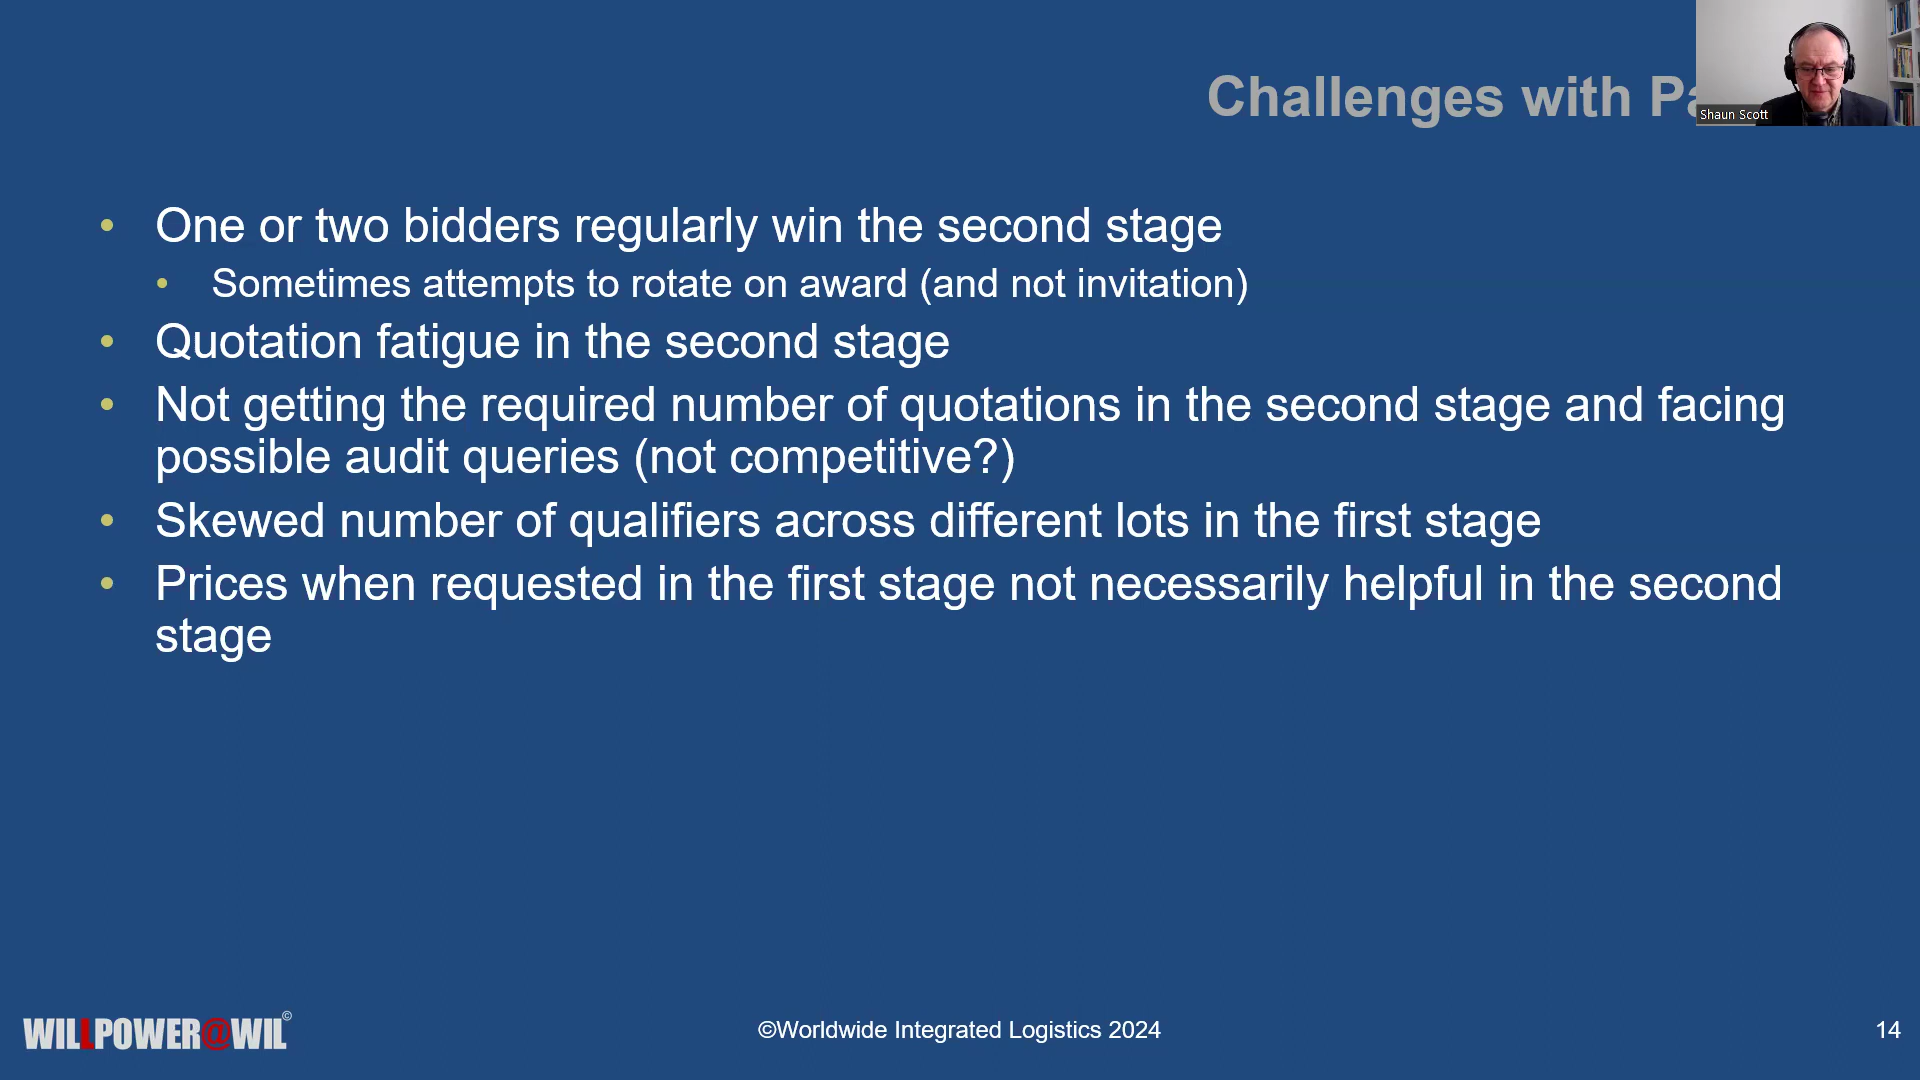 Challenges with
Shaun Scott
• One or two bidders regularly win the second stage
• Sometimes attempts to rotate on award (and not invitation)
• Quotation fatigue in the second stage
• Not getting the required number of quotations in the second stage and facing
possible audit queries (not competitive?)
• Skewed number of qualifiers across different lots in the first stage
• Prices when requested in the first stage not necessarily helpful in the second
stage
WILLPOWER@WIL©
©Worldwide Integrated Logistics 2024
14